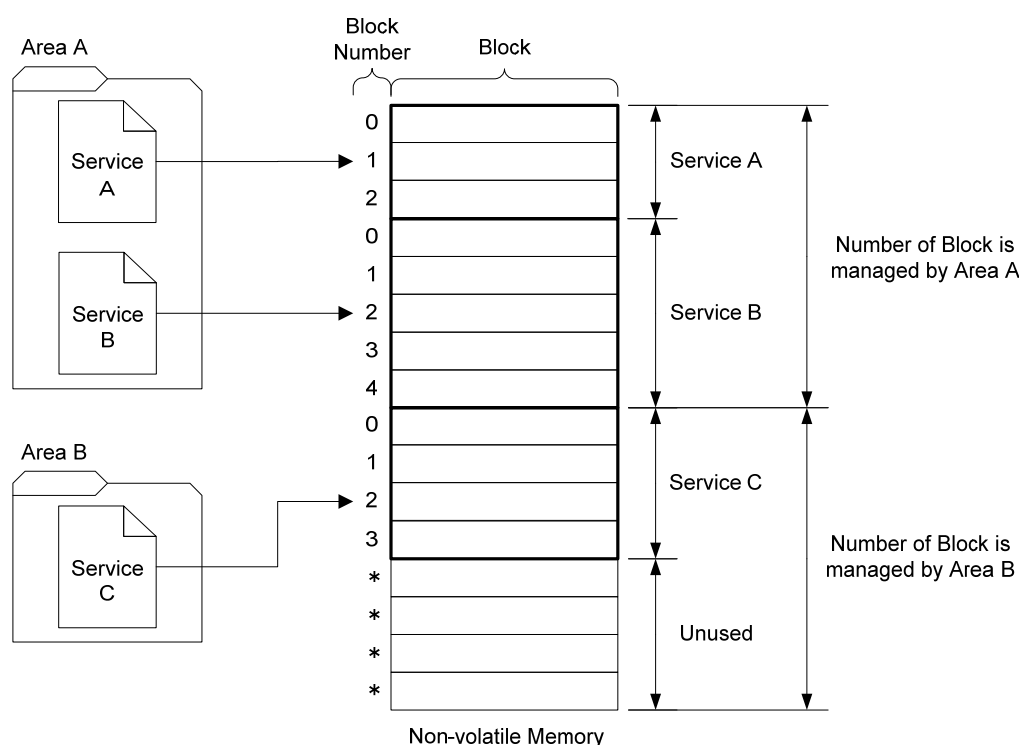 Area A
Block
Number
Block
Service
A
Service
B
0
1
2
0
1
2
3
4
0
1
2
3
*
*
*
*
Service A
Service B
Service C
Unused
Number of Block is
managed by Area A
Number of Block is
managed by Area B
Area B
Service
C
Non-volatile Memory